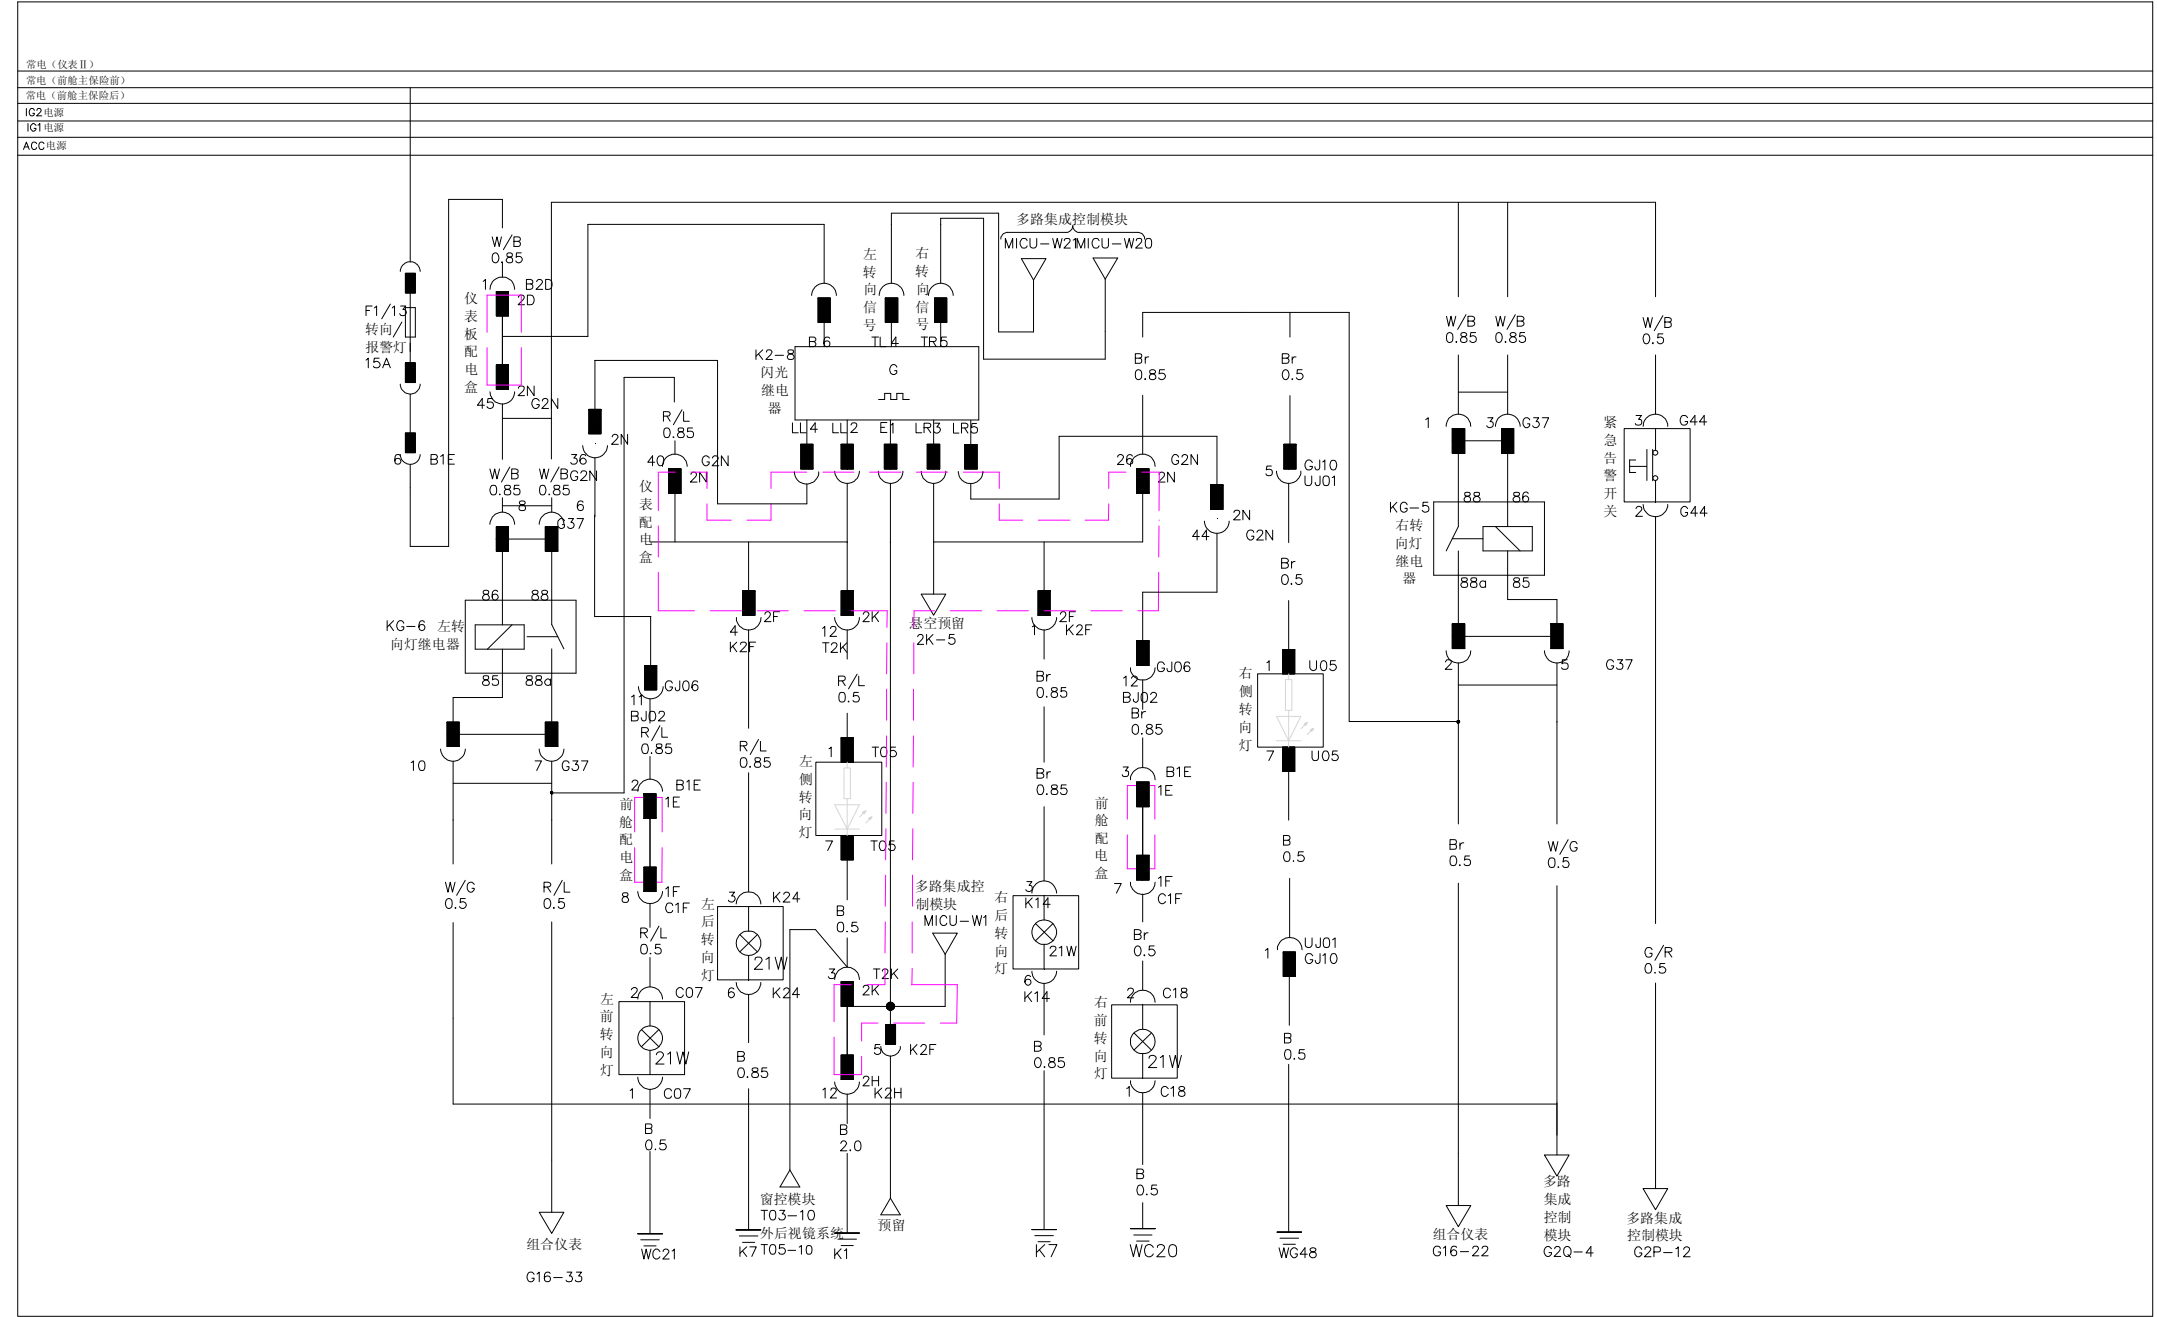 常电（仪表Ⅱ）
常电（前舱主保险前）
常电（前舱主保险后）
IG2电源
IG1电源
ACC电源
F1/13
转向/
报警灯
15A
6
B1E
W/B
0.85
1
B2D
2D
仪表板配电盒
2N
45
G2N
W/B
0.85
W/B
0.85
8
6
G37
86
88
KG-6 左转
向灯继电器
85
88a
10
7
G37
W/G
0.5
R/L
0.5
组合仪表
G16-33
2N
36
G2N
R/L
0.85
40
G2N
2N
仪表配电盒
GJ06
11
BJ02
R/L
0.85
2
B1E
1E
前舱配电盒
1F
8
C1F
R/L
0.5
2
C07
左前转向灯
21W
1
C07
B
0.5
WC21
2F
4
K2F
R/L
0.85
3
K24
左后转向灯
21W
6
K24
B
0.85
K7
窗控模块
T03-10
外后视镜系统
T05-10
K2-8
闪光
继电
器
B 6
TL 4
TR5
G
左转向信号
右转向信号
多路集成控制模块
MICU-W21
MICU-W20
LL4
LL2
E1
LR3
LR5
2K
12
T2K
R/L
0.5
1
T05
左侧转向灯
7
T05
B
0.5
3
T2K
2K
2H
12
K2H
B
2.0
K1
多路集成控
制模块
MICU-W1
5
K2F
预留
悬空预留
2K-5
2F
1
K2F
Br
0.85
Br
0.85
3
K14
右后转向灯
21W
6
K14
B
0.85
K7
Br
0.85
26
G2N
2N
2N
44
G2N
GJ06
12
BJ02
Br
0.85
3
B1E
1E
前舱配电盒
1F
7
C1F
Br
0.5
2
C18
右前转向灯
21W
1
C18
B
0.5
WC20
Br
0.5
5
GJ10
UJ01
Br
0.5
1
U05
右侧转向灯
7
U05
B
0.5
1
UJ01
GJ10
B
0.5
WG48
W/B
0.85
W/B
0.85
1
3
G37
88
86
KG-5
右转
向灯
继电
器
88a
85
2
5
G37
Br
0.5
W/G
0.5
组合仪表
G16-22
多路
集成
控制
模块
G2Q-4
W/B
0.5
3
G44
紧急告警开关
2
G44
G/R
0.5
多路集成
控制模块
G2P-12